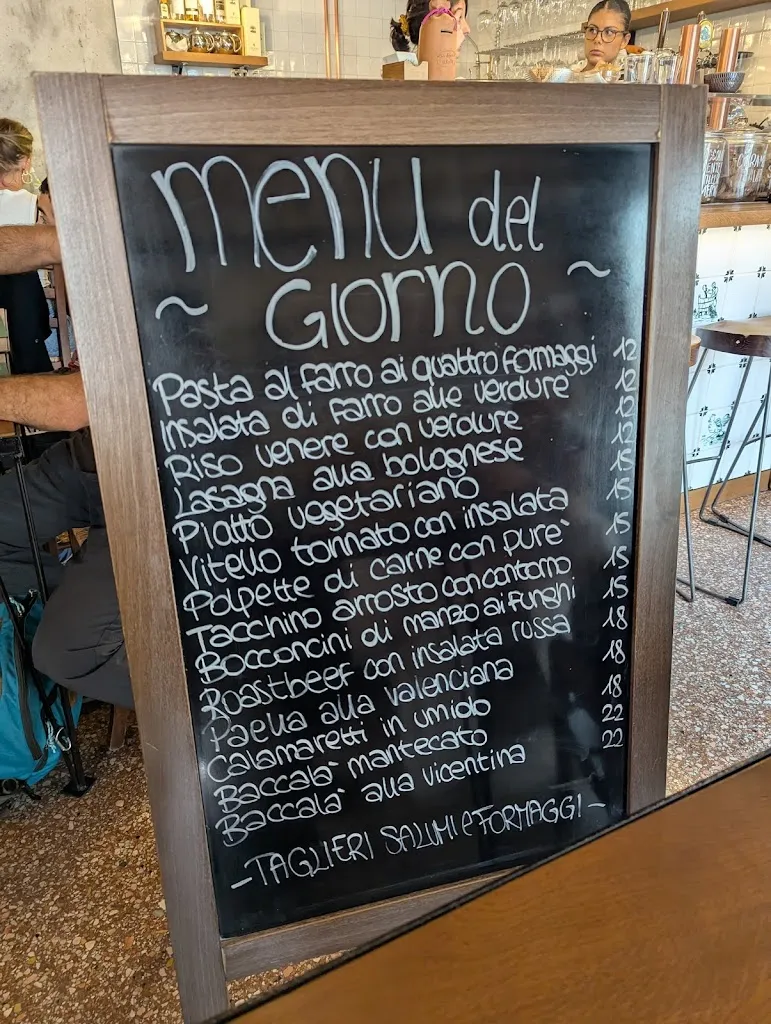 menu del
~ Giorno ~
Pasta al farro ai quattro formaggi 12
Insalata di farro alle verdure 12
Riso venere con verdure 12
Lasagna alla bolognese 12
Piatto vegetariano 15
Vitello tonnato con insalata 15
Polpette di carne con purè 15
Tacchino arrosto con contorno 15
Bocconcini di manzo ai funghi 15
Roastbeef con insalata russa 18
Paella alla valenciana 18
Calamaretti in umido 18
Baccalà mantecato 22
Baccalà alla vicentina 22
- TAGLIERI SALUMI e FORMAGGI -